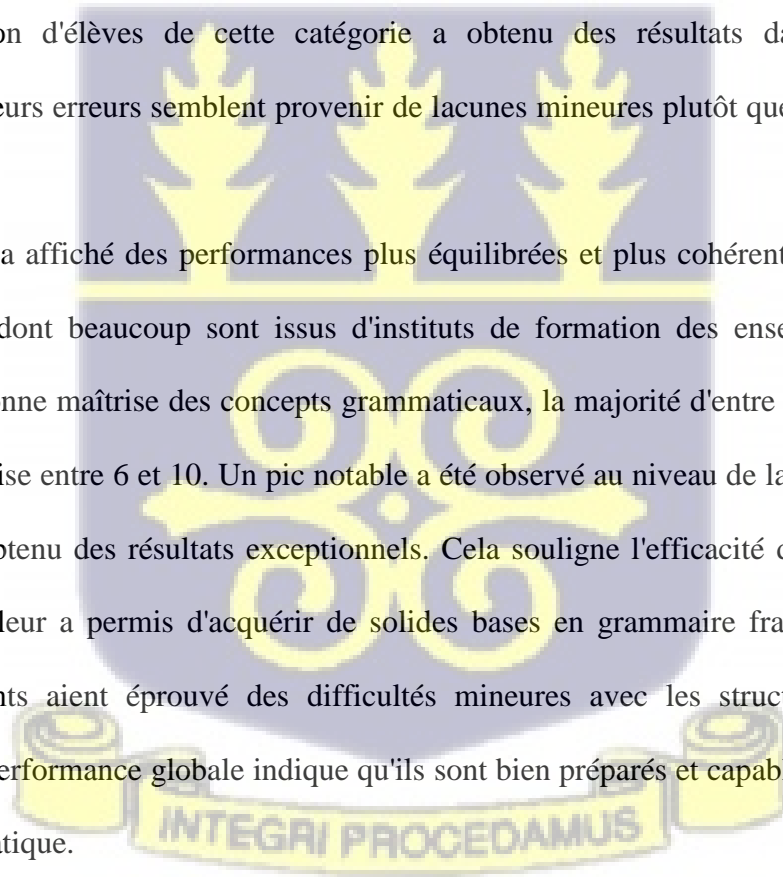 on d'élèves de cette catégorie a obtenu des résultats da
eurs erreurs semblent provenir de lacunes mineures plutôt que
a affiché des performances plus équilibrées et plus cohérent
dont beaucoup sont issus d'instituts de formation des ense
onne maîtrise des concepts grammaticaux, la majorité d'entre
ise entre 6 et 10. Un pic notable a été observé au niveau de la
btenu des résultats exceptionnels. Cela souligne l'efficacité d
leur a permis d'acquérir de solides bases en grammaire fra
nts aient éprouvé des difficultés mineures avec les struc
erformance globale indique qu'ils sont bien préparés et capab
INTEGRI PROCEDAMUS
atique.